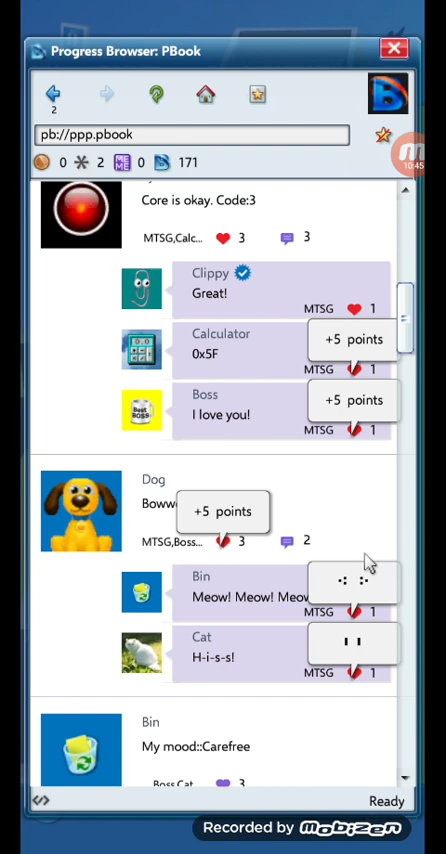 Progress Browser: PBook
2
pb://ppp.pbook
10:45
0 2 MEME 0 171
Core is okay. Code:3
MTSG,Calc... 3 3
Clippy
Great!
MTSG 1
Calculator
+5 points
0x5F
MTSG 1
Boss
+5 points
I love you!
MTSG 1
Dog
Boww
+5 points
MTSG,Boss... 3 2
Bin
Meow! Meow! Meow
MTSG 1
Cat
H-i-s-s!
MTSG 1
Bin
My mood::Carefree
Boss,Cat 3
Ready
Recorded by Mobizen